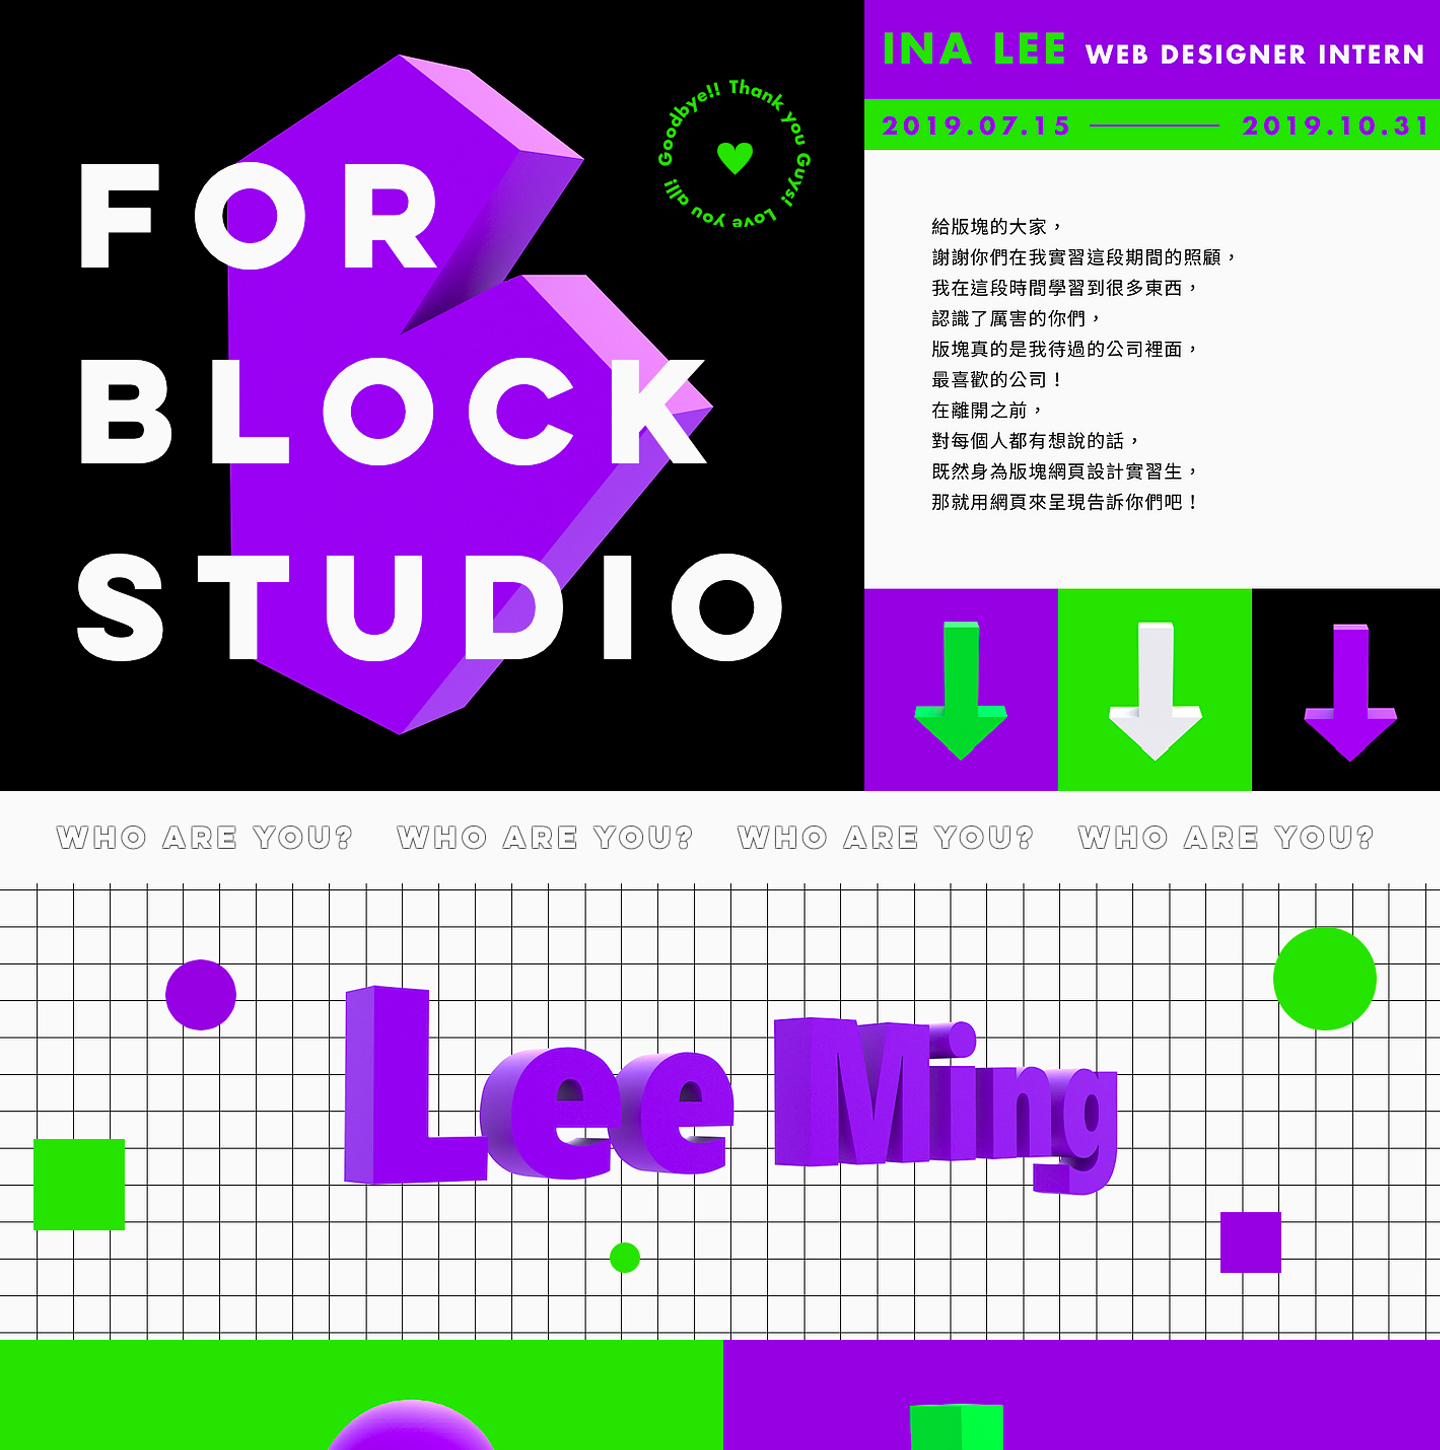 FOR
BLOCK
STUDIO
Goodbye!! Thank you Guys! Love you all!
INA LEE WEB DESIGNER INTERN
2019.07.15 2019.10.31
給版塊的大家，
謝謝你們在我實習這段期間的照顧，
我在這段時間學習到很多東西，
認識了厲害的你們，
版塊真的是我待過的公司裡面，
最喜歡的公司！
在離開之前，
對每個人都有想說的話，
既然身為版塊網頁設計實習生，
那就用網頁來呈現告訴你們吧！
WHO ARE YOU? WHO ARE YOU? WHO ARE YOU? WHO ARE YOU?
Lee Ming